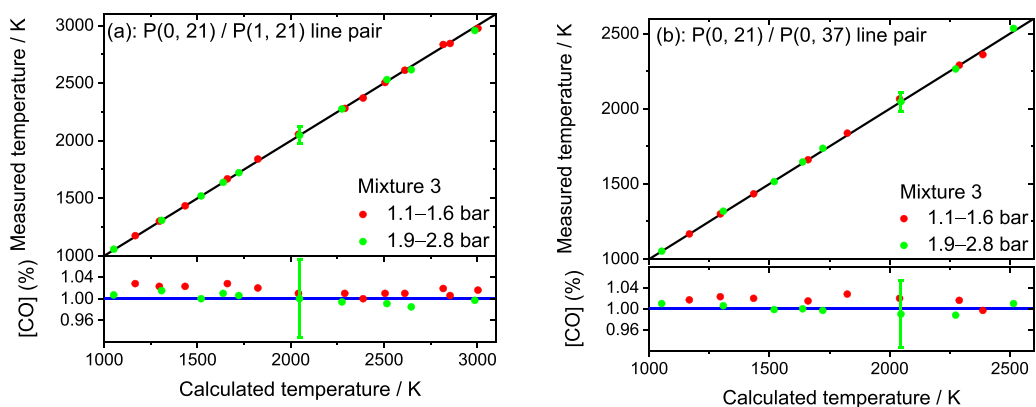 (a): P(0, 21) / P(1, 21) line pair
Measured temperature / K
3000
2500
2000
1500
1000
Mixture 3
1.1–1.6 bar
1.9–2.8 bar
[CO] (%)
1.04
1.00
0.96
1000 1500 2000 2500 3000
Calculated temperature / K
(b): P(0, 21) / P(0, 37) line pair
Measured temperature / K
2500
2000
1500
1000
Mixture 3
1.1–1.6 bar
1.9–2.8 bar
[CO] (%)
1.04
1.00
0.96
1000 1500 2000 2500
Calculated temperature / K